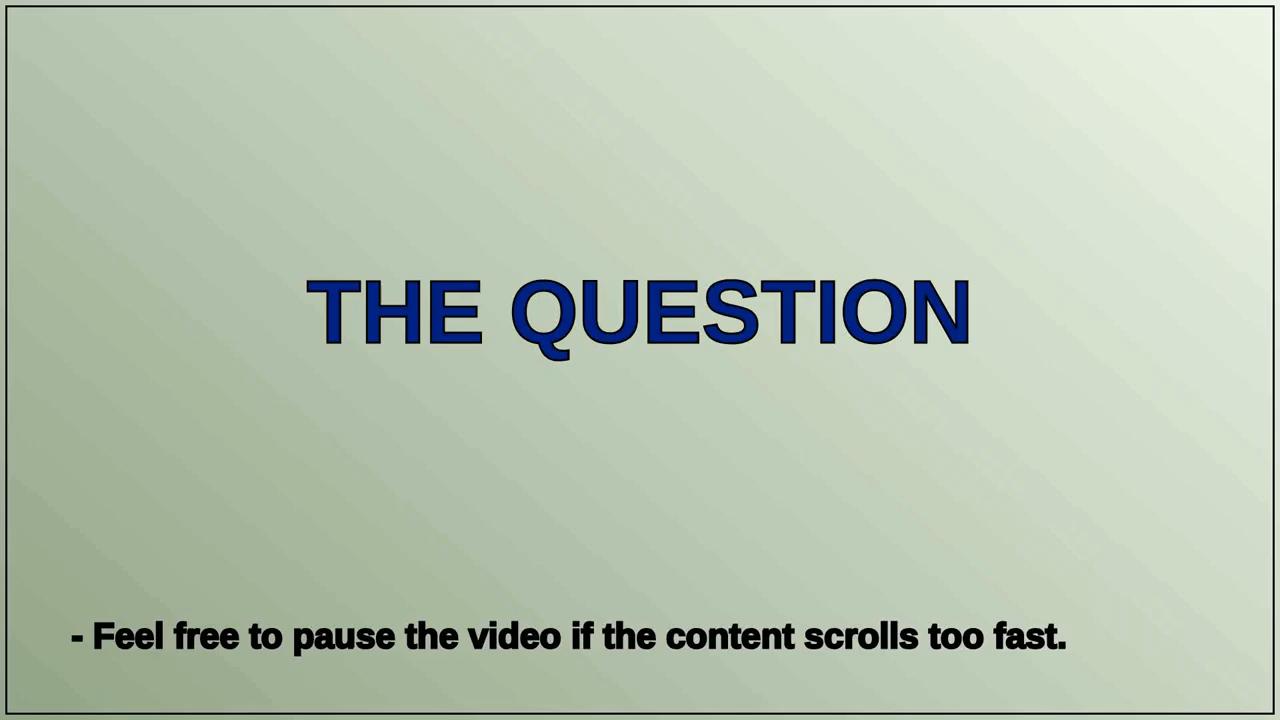 THE QUESTION
- Feel free to pause the video if the content scrolls too fast.